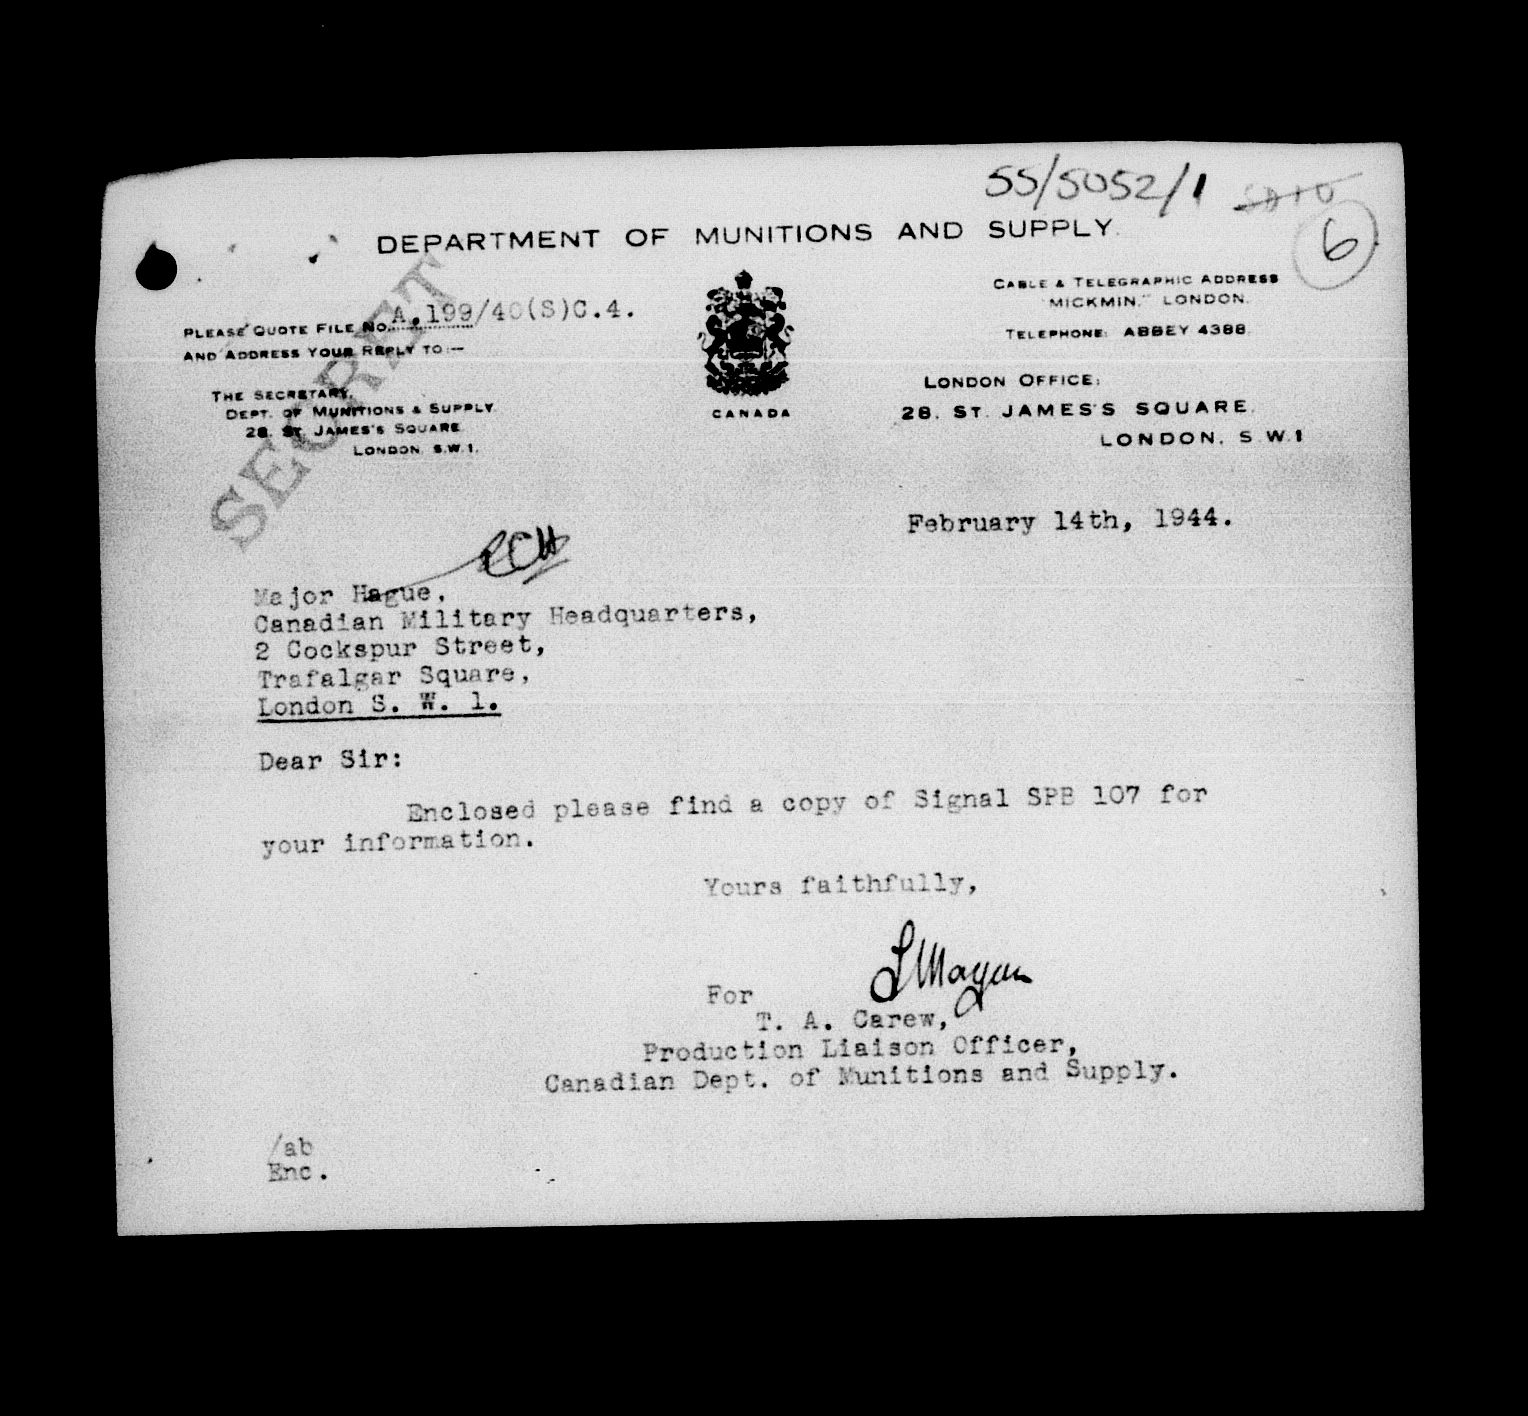 55/5052/1
6
DEPARTMENT OF MUNITIONS AND SUPPLY.
SECRET
PLEASE QUOTE FILE No. A.199/40(S)C.4.
AND ADDRESS YOUR REPLY TO:—
THE SECRETARY,
DEPT. OF MUNITIONS & SUPPLY.
28. ST. JAMES'S SQUARE.
LONDON. S.W.1.
CANADA
CABLE & TELEGRAPHIC ADDRESS
"MICKMIN." LONDON.
TELEPHONE: ABBEY 4388.
LONDON OFFICE:
28. ST. JAMES'S SQUARE.
LONDON. S.W.1
February 14th, 1944.
RCH
Major Hague,
Canadian Military Headquarters,
2 Cockspur Street,
Trafalgar Square,
London S. W. 1.
Dear Sir:
Enclosed please find a copy of Signal SPB 107 for
your information.
Yours faithfully,
For
T. A. Carew,
Production Liaison Officer,
Canadian Dept. of Munitions and Supply.
/ab
Enc.